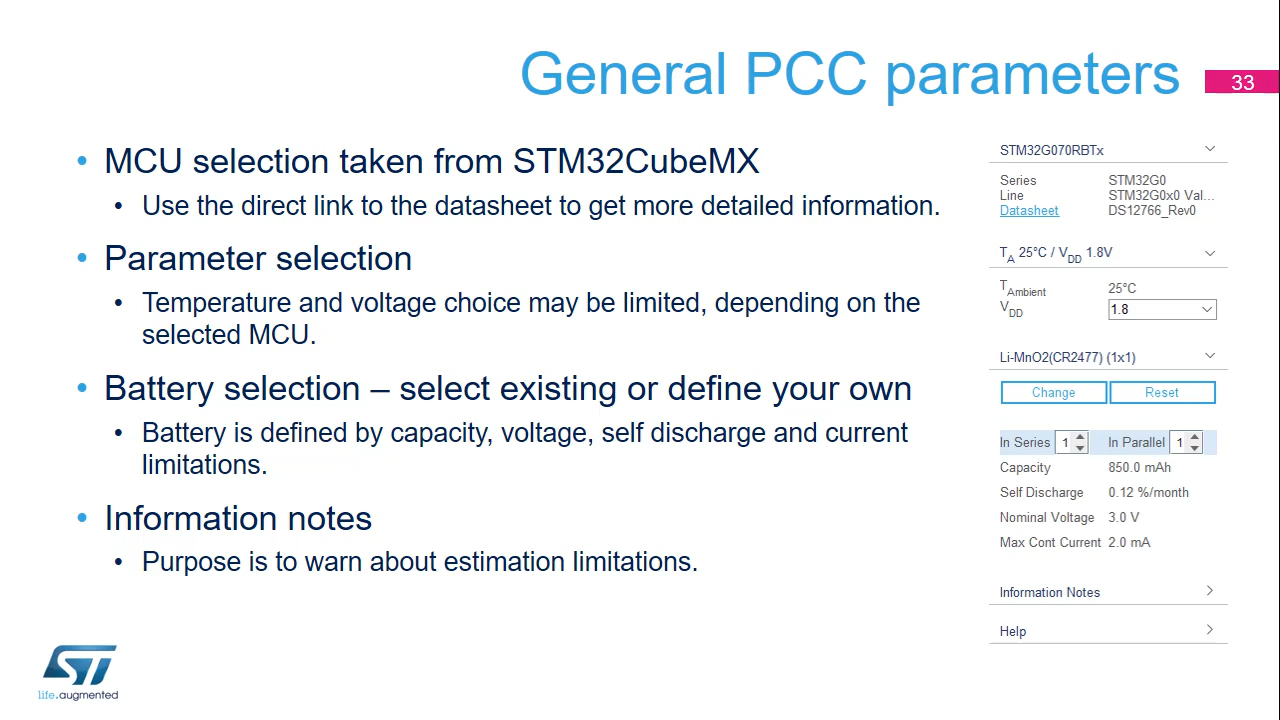 General PCC parameters
33
• MCU selection taken from STM32CubeMX
• Use the direct link to the datasheet to get more detailed information.
• Parameter selection
• Temperature and voltage choice may be limited, depending on the
selected MCU.
• Battery selection – select existing or define your own
• Battery is defined by capacity, voltage, self discharge and current
limitations.
• Information notes
• Purpose is to warn about estimation limitations.
STM32G070RBTx
Series STM32G0
Line STM32G0x0 Val...
Datasheet DS12766_Rev0
TA 25°C / VDD 1.8V
TAmbient 25°C
VDD 1.8
Li-MnO2(CR2477) (1x1)
Change Reset
In Series 1 In Parallel 1
Capacity 850.0 mAh
Self Discharge 0.12 %/month
Nominal Voltage 3.0 V
Max Cont Current 2.0 mA
Information Notes
Help
ST
life.augmented